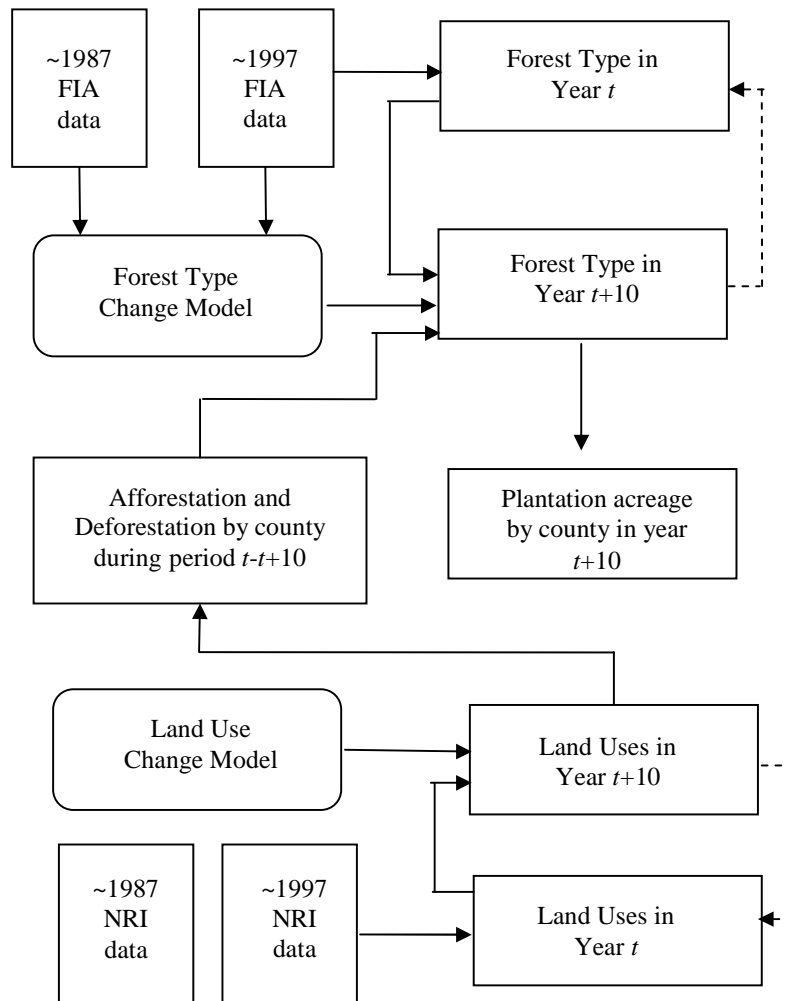 ~1987
FIA
data
~1997
FIA
data
Forest Type in
Year t
Forest Type
Change Model
Forest Type in
Year t+10
Afforestation and
Deforestation by county
during period t-t+10
Plantation acreage
by county in year
t+10
Land Use
Change Model
Land Uses in
Year t+10
~1987
NRI
data
~1997
NRI
data
Land Uses in
Year t